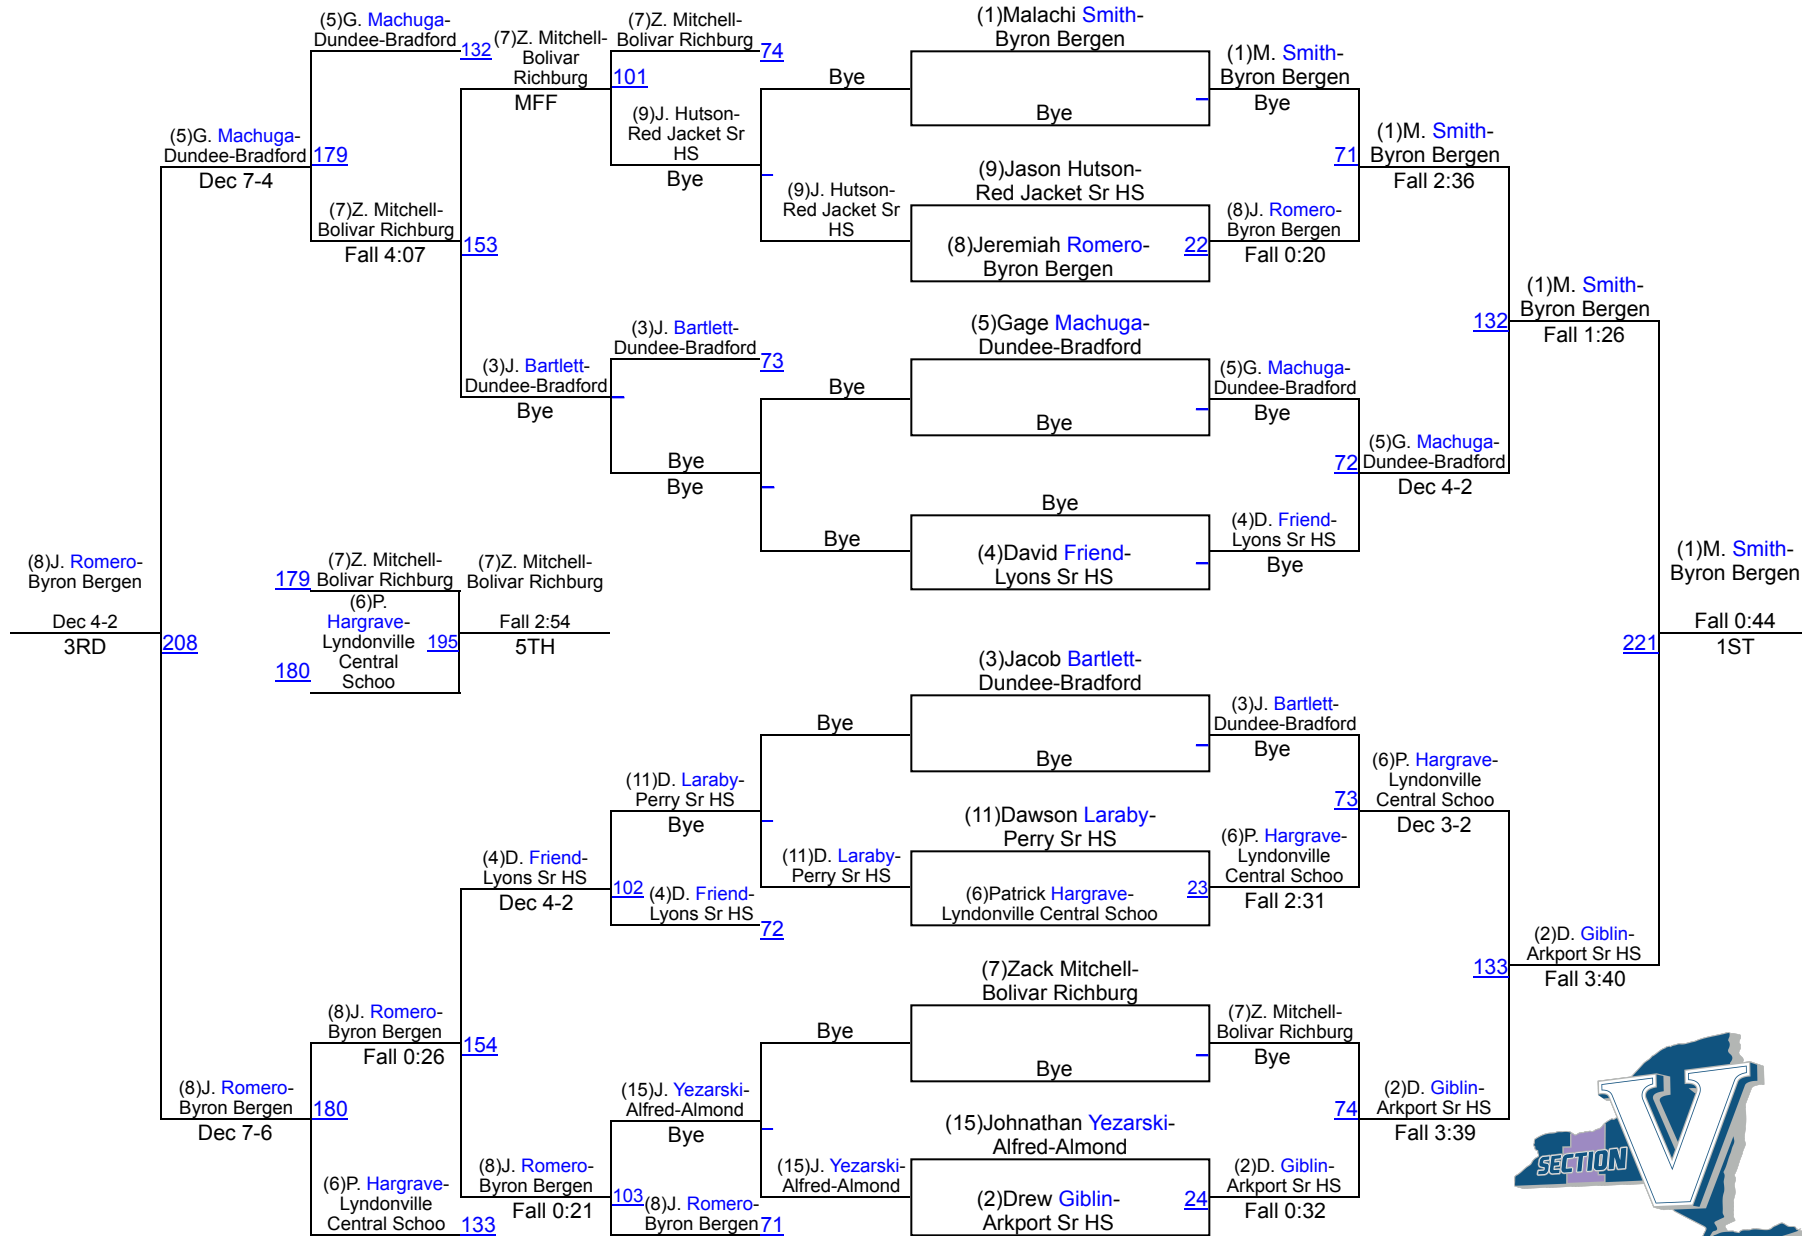 (5)G. Machuga-
Dundee-Bradford
132
(7)Z. Mitchell-
Bolivar
Richburg
MFF
(7)Z. Mitchell-
Bolivar Richburg
74
101
(9)J. Hutson-
Red Jacket Sr
HS
Bye
Bye
(9)J. Hutson-
Red Jacket Sr
HS
(1)Malachi Smith-
Byron Bergen
Bye
(1)M. Smith-
Byron Bergen
Bye
(9)Jason Hutson-
Red Jacket Sr HS
(8)Jeremiah Romero-
Byron Bergen
22
(8)J. Romero-
Byron Bergen
Fall 0:20
71
(1)M. Smith-
Byron Bergen
Fall 2:36
(5)G. Machuga-
Dundee-Bradford
Dec 7-4
179
(7)Z. Mitchell-
Bolivar Richburg
Fall 4:07
153
(3)J. Bartlett-
Dundee-Bradford
Bye
(3)J. Bartlett-
Dundee-Bradford
73
Bye
Bye
Bye
Bye
(5)Gage Machuga-
Dundee-Bradford
Bye
(5)G. Machuga-
Dundee-Bradford
Bye
Bye
(4)David Friend-
Lyons Sr HS
(4)D. Friend-
Lyons Sr HS
Bye
72
(5)G. Machuga-
Dundee-Bradford
Dec 4-2
132
(1)M. Smith-
Byron Bergen
Fall 1:26
(8)J. Romero-
Byron Bergen
Dec 4-2
3RD
208
179
(7)Z. Mitchell-
Bolivar Richburg
(6)P.
Hargrave-
Lyndonville
Central
Schoo
180
195
(7)Z. Mitchell-
Bolivar Richburg
Fall 2:54
5TH
(1)M. Smith-
Byron Bergen
Fall 0:44
1ST
221
(3)Jacob Bartlett-
Dundee-Bradford
Bye
(3)J. Bartlett-
Dundee-Bradford
Bye
Bye
(11)D. Laraby-
Perry Sr HS
Bye
(11)D. Laraby-
Perry Sr HS
(11)Dawson Laraby-
Perry Sr HS
(6)Patrick Hargrave-
Lyndonville Central Schoo
23
(6)P. Hargrave-
Lyndonville
Central Schoo
Fall 2:31
73
(6)P. Hargrave-
Lyndonville
Central Schoo
Dec 3-2
(4)D. Friend-
Lyons Sr HS
Dec 4-2
102
(4)D. Friend-
Lyons Sr HS
72
(7)Zack Mitchell-
Bolivar Richburg
Bye
(7)Z. Mitchell-
Bolivar Richburg
Bye
Bye
133
(2)D. Giblin-
Arkport Sr HS
Fall 3:40
(8)J. Romero-
Byron Bergen
Fall 0:26
154
(15)J. Yezarski-
Alfred-Almond
Bye
(15)J. Yezarski-
Alfred-Almond
(15)Johnathan Yezarski-
Alfred-Almond
(2)Drew Giblin-
Arkport Sr HS
24
(2)D. Giblin-
Arkport Sr HS
Fall 0:32
74
(2)D. Giblin-
Arkport Sr HS
Fall 3:39
(8)J. Romero-
Byron Bergen
Dec 7-6
180
(6)P. Hargrave-
Lyndonville
Central Schoo
133
(8)J. Romero-
Byron Bergen
Fall 0:21
103
(8)J. Romero-
Byron Bergen
71
SECTION V